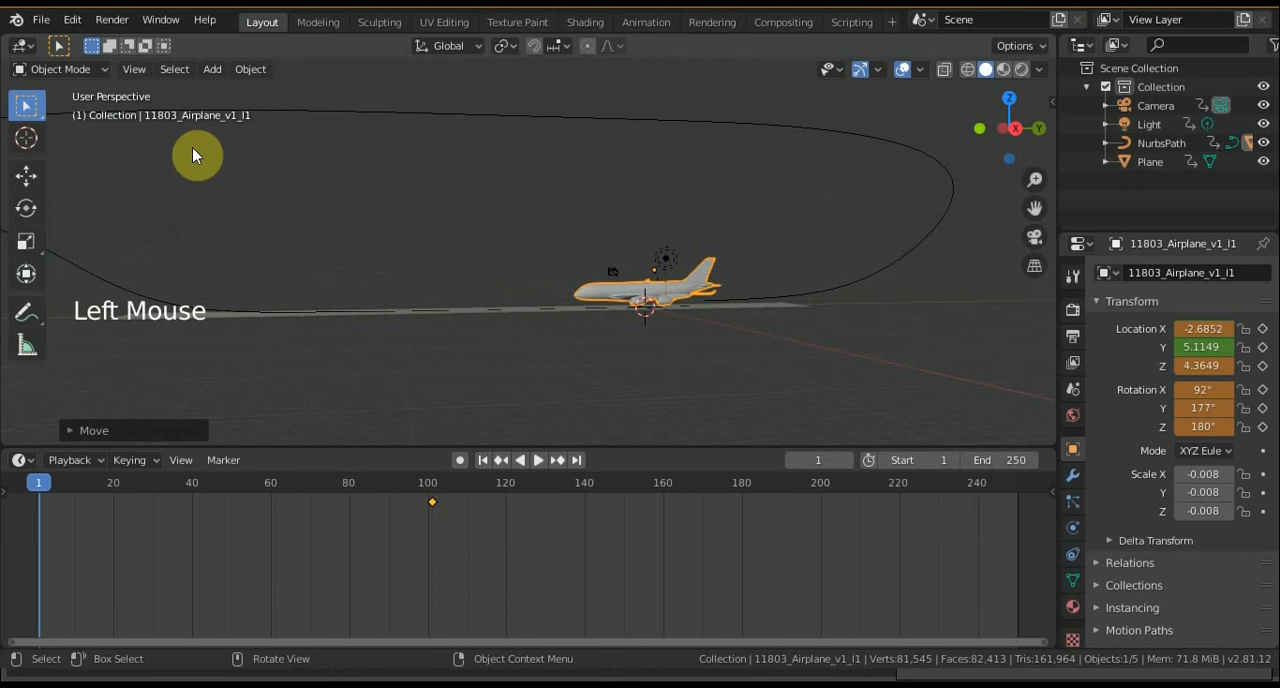 File Edit Render Window Help Layout Modeling Sculpting UV Editing Texture Paint Shading Animation Rendering Compositing Scripting + Scene View Layer
Global Options
Object Mode View Select Add Object
Scene Collection
Collection
Camera
Light
NurbsPath
Plane
User Perspective
(1) Collection | 11803_Airplane_v1_l1
Z
X
Y
Left Mouse
Move
11803_Airplane_v1_l1
11803_Airplane_v1_l1
Transform
Location X -2.6852
Y 5.1149
Z 4.3649
Rotation X 92°
Y 177°
Z 180°
Mode XYZ Eule
Scale X -0.008
Y -0.008
Z -0.008
Delta Transform
Relations
Collections
Instancing
Motion Paths
Playback Keying View Marker 1 Start 1 End 250
1 20 40 60 80 100 120 140 160 180 200 220 240
Select Box Select Rotate View Object Context Menu Collection | 11803_Airplane_v1_l1 | Verts:81,545 | Faces:82,413 | Tris:161,964 | Objects:1/5 | Mem: 71.8 MiB | v2.81.12